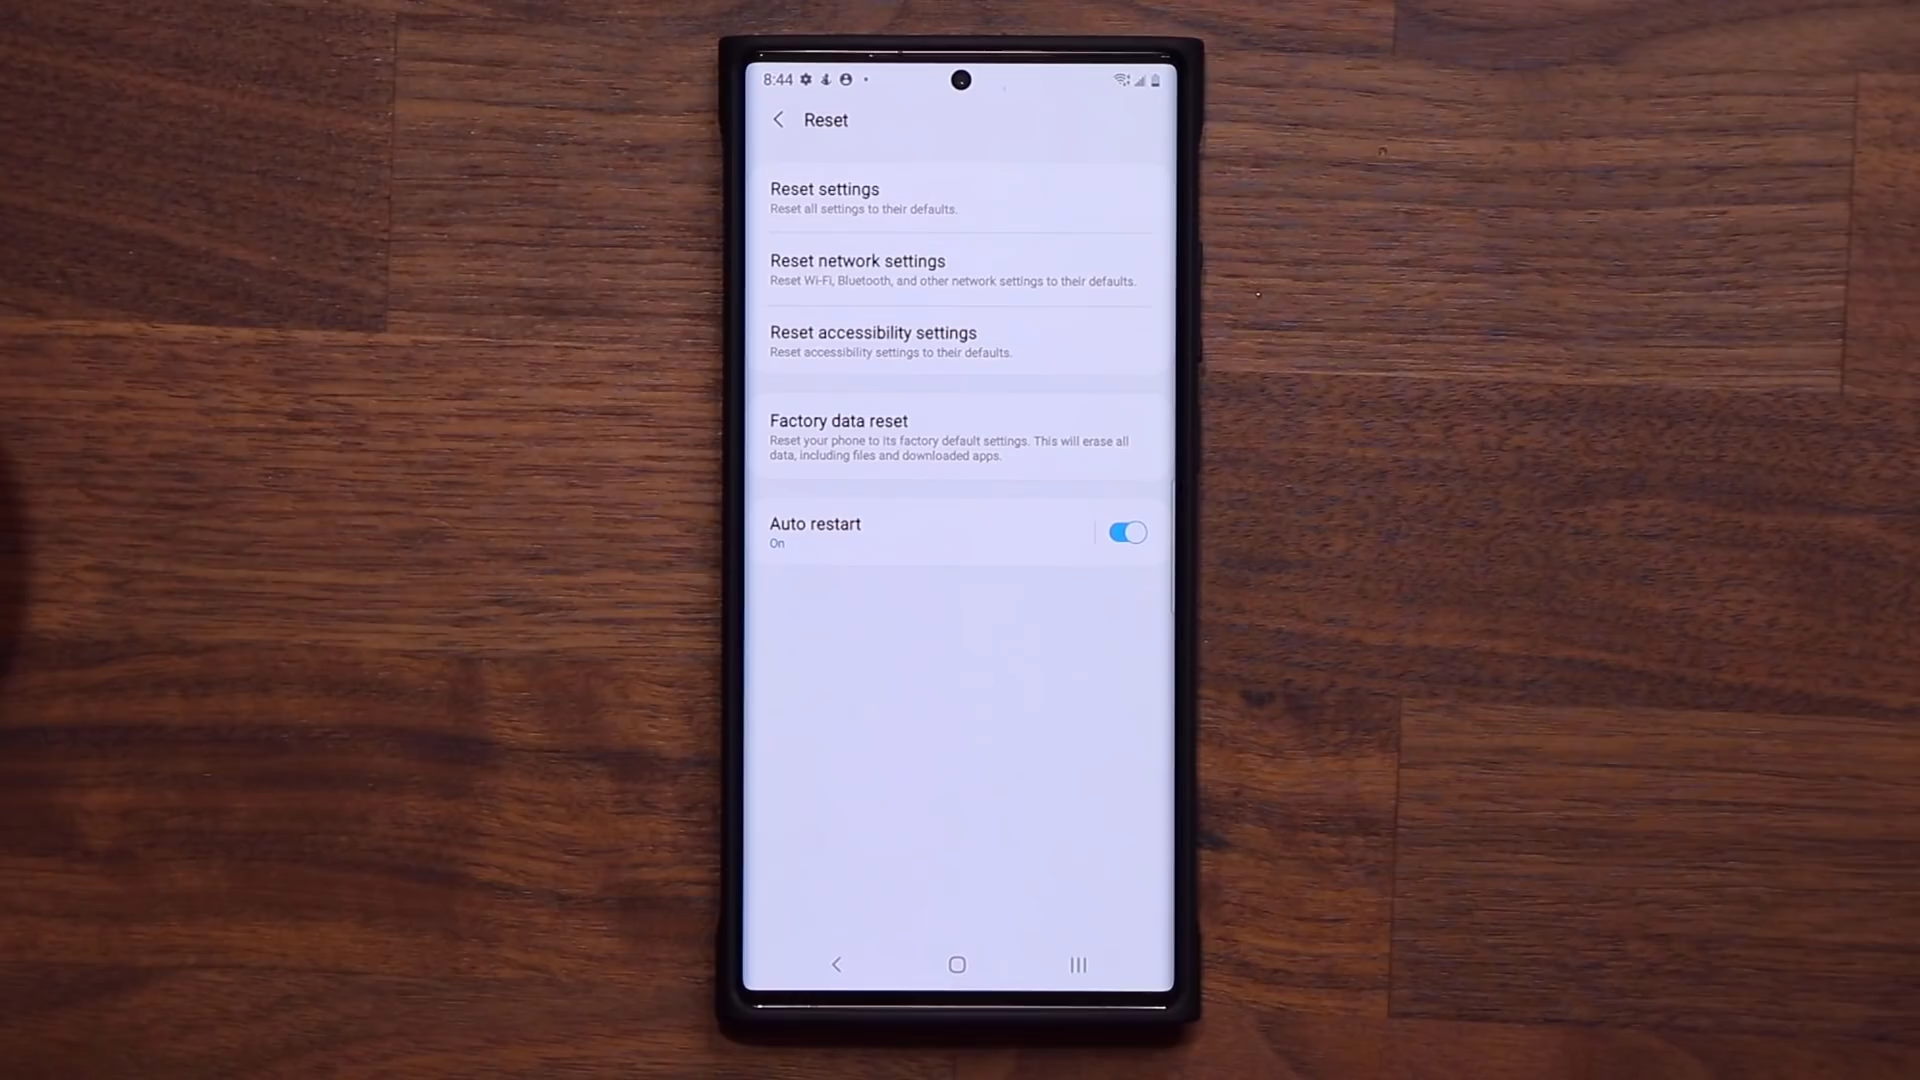 8:44
Reset
Reset settings
Reset all settings to their defaults.
Reset network settings
Reset Wi-Fi, Bluetooth, and other network settings to their defaults.
Reset accessibility settings
Reset accessibility settings to their defaults.
Factory data reset
Reset your phone to its factory default settings. This will erase all
data, including files and downloaded apps.
Auto restart
On